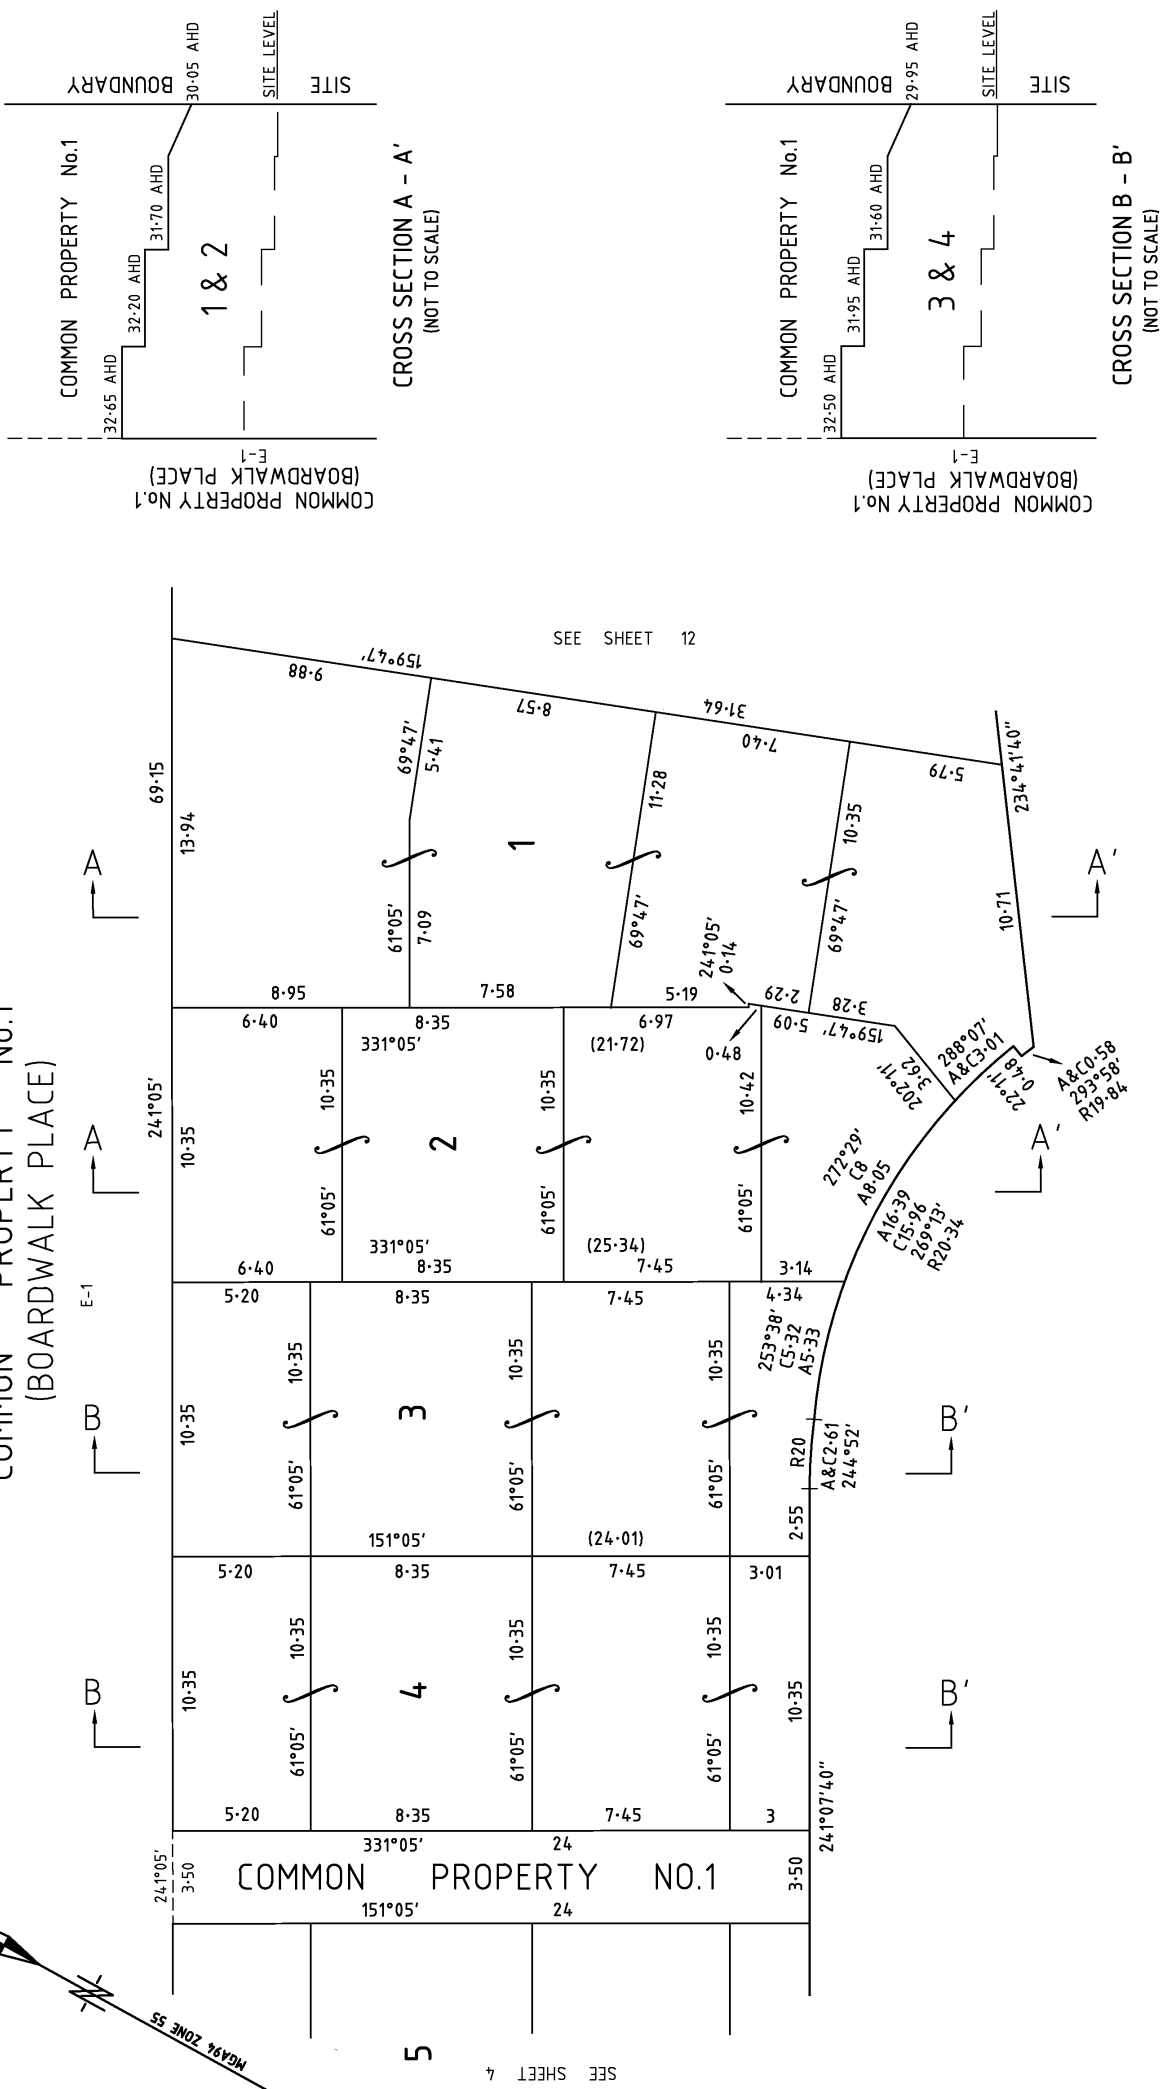 COMMON PROPERTY No.1
(BOARDWALK PLACE)
E-1
BOUNDARY
SITE
COMMON PROPERTY No.1
32·65 AHD
32·20 AHD
31·70 AHD
30·05 AHD
SITE LEVEL
1 & 2
E-1
(BOARDWALK PLACE)
COMMON PROPERTY No.1
CROSS SECTION A - A'
(NOT TO SCALE)
BOUNDARY
SITE
COMMON PROPERTY No.1
32·50 AHD
31·95 AHD
31·60 AHD
29·95 AHD
SITE LEVEL
3 & 4
E-1
(BOARDWALK PLACE)
COMMON PROPERTY No.1
CROSS SECTION B - B'
(NOT TO SCALE)
SEE SHEET 12
9·88
159°47'
8·57
31·64
7·40
5·79
234°41'40"
69·15
13·94
69°47'
5·41
11·28
10·35
10·71
A
A'
1
61°05'
7·09
69°47'
69°47'
241°05'
0·14
8·95
7·58
5·19
2·29
3·28
6·40
8·35
6·97
5·09
159°47'
331°05'
(21·72)
0·48
202°11'
3·62
288°07'
A&C3·01
22°11'
0·48
A&C0·58
293°58'
R19·84
241°05'
10·35
10·35
10·35
10·42
A
A'
2
61°05'
61°05'
61°05'
272°29'
C8
A8·05
A16·39
C15·96
269°13'
R20·34
331°05'
(25·34)
6·40
8·35
7·45
3·14
5·20
8·35
7·45
4·34
253°38'
C5·32
A5·33
10·35
10·35
10·35
10·35
B
B'
3
61°05'
61°05'
61°05'
R20
A&C2·61
244°52'
2·55
151°05'
(24·01)
5·20
8·35
7·45
3·01
10·35
10·35
10·35
10·35
10·35
B
B'
4
61°05'
61°05'
61°05'
241°07'40"
5·20
8·35
7·45
3
331°05'
24
241°05'
3·50
COMMON PROPERTY NO.1
3·50
151°05'
24
MGA94 ZONE 55
5
SEE SHEET 4